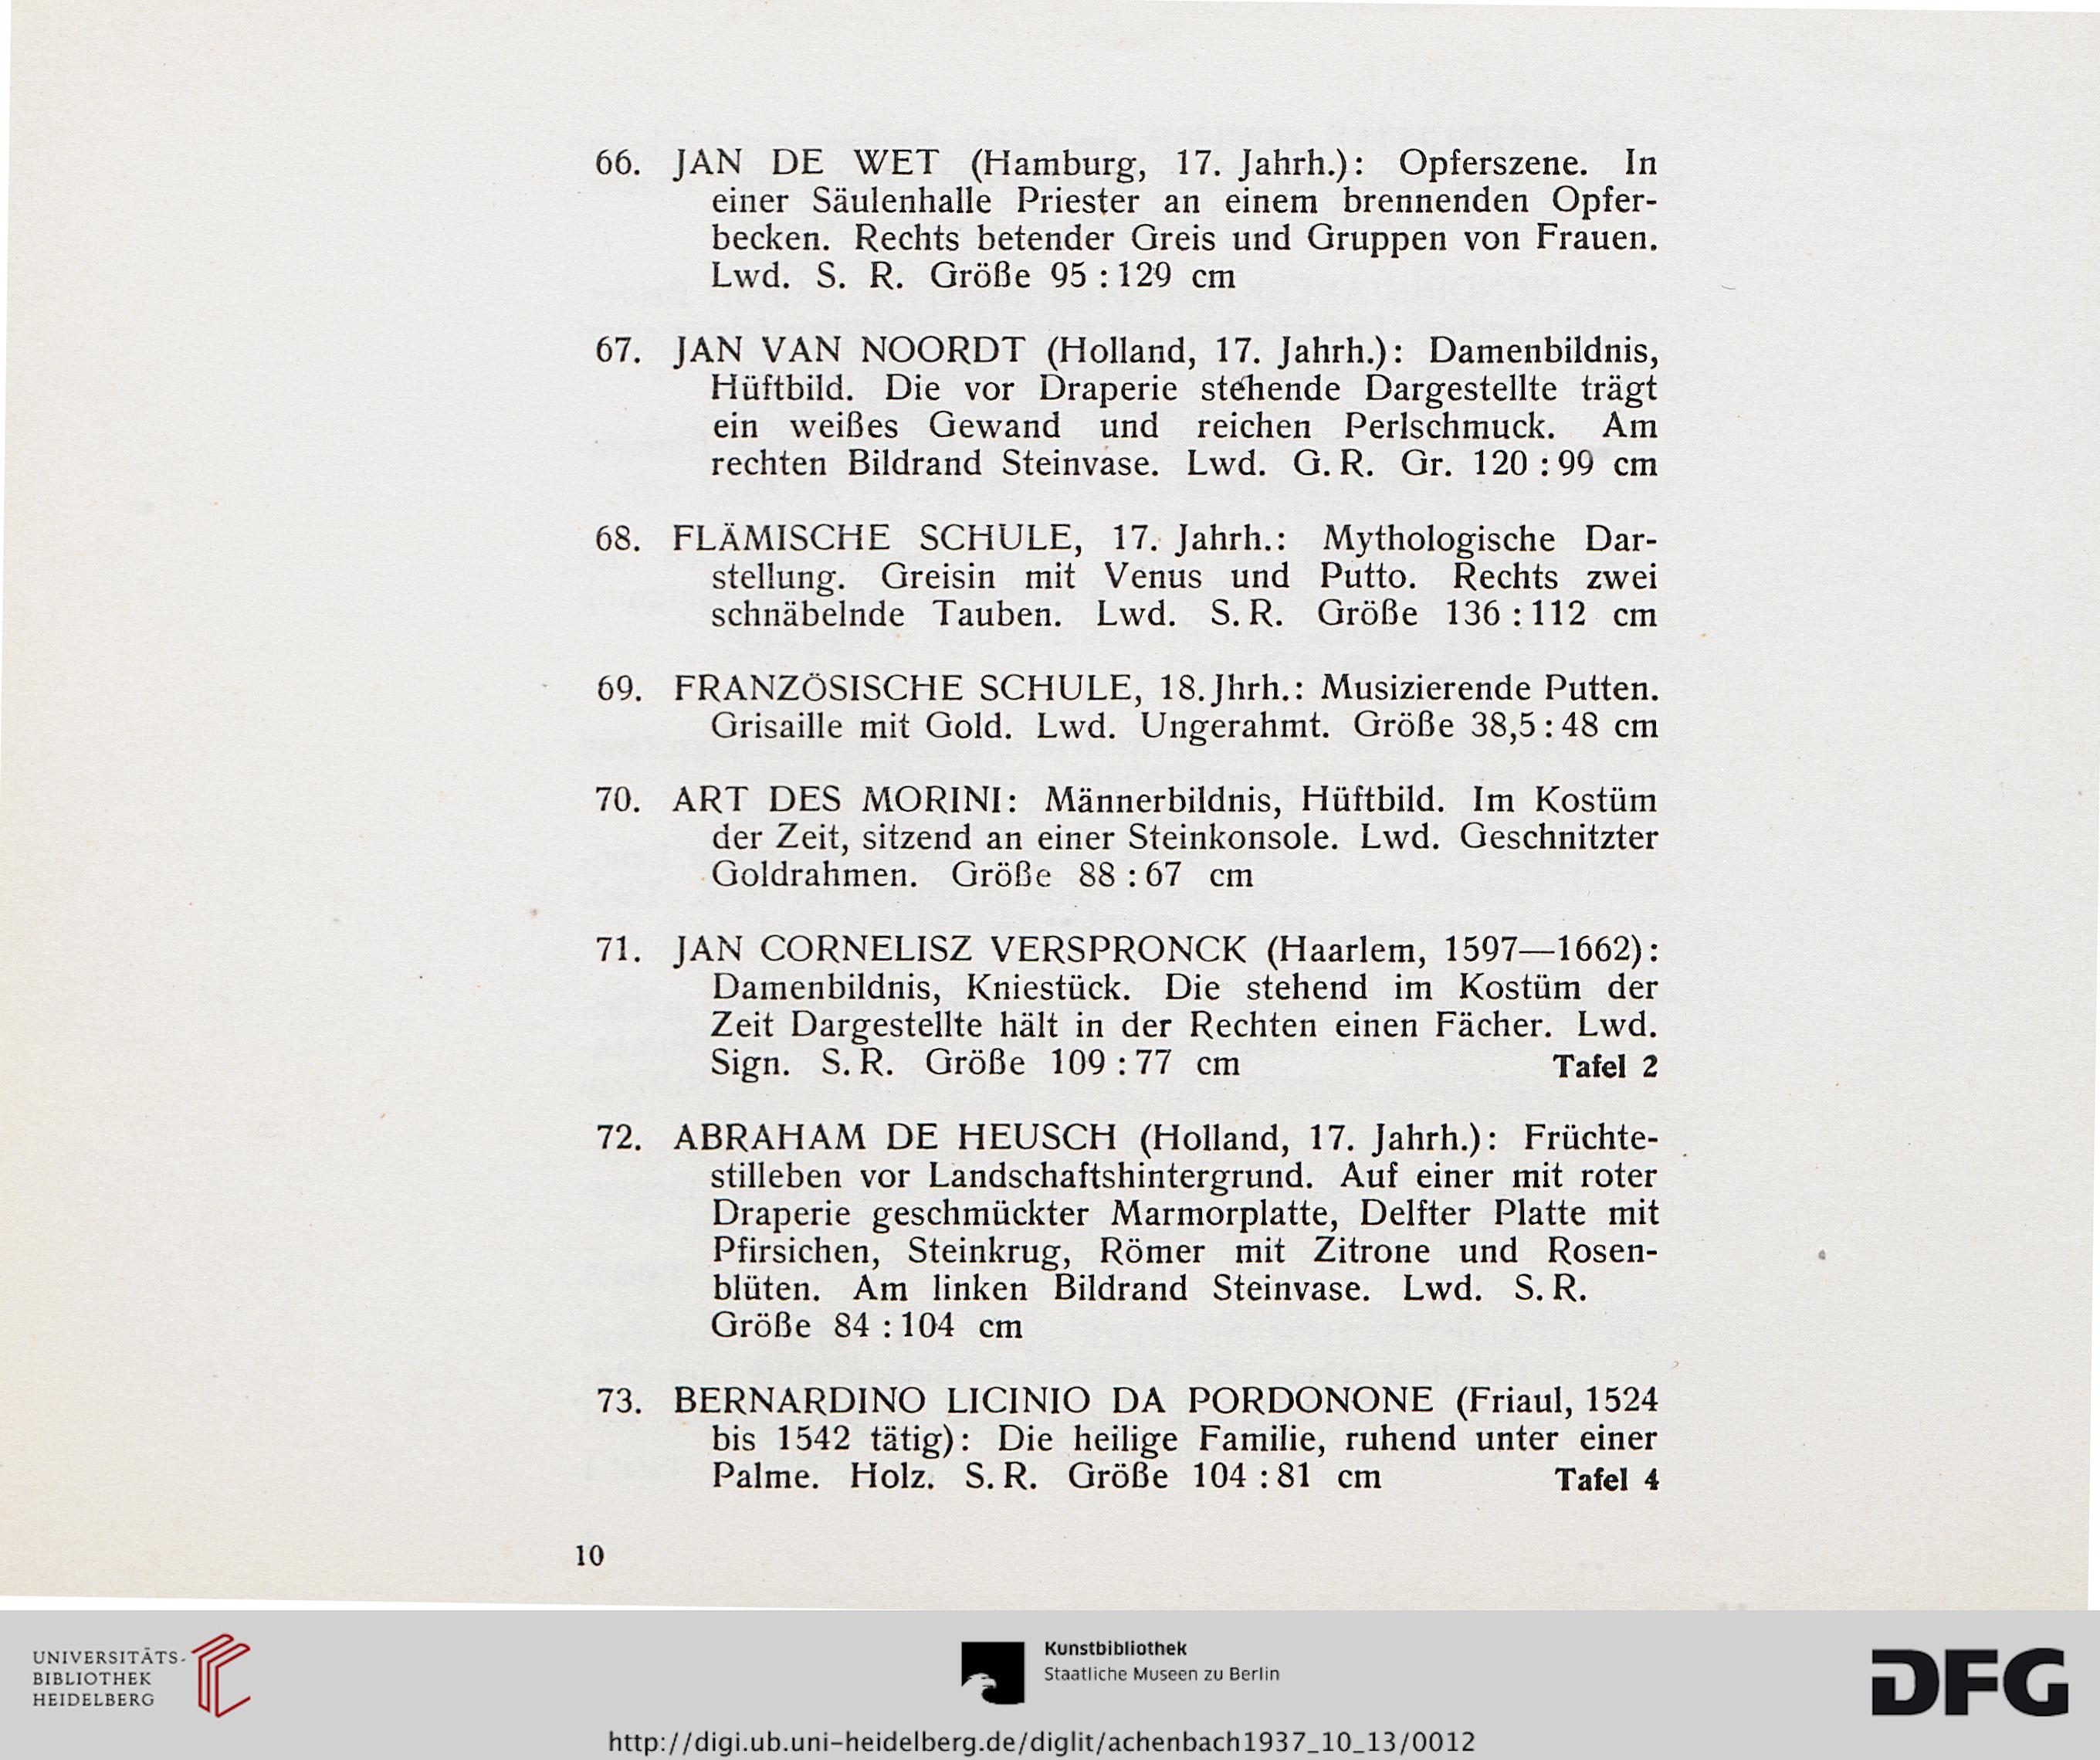 66. JAN DE WET (Hamburg, 17. Jahrh.): Opferszene. In
einer Säulenhalle Priester an einem brennenden Opfer-
becken. Rechts betender Greis und Gruppen von Frauen.
Lwd. S. R. Größe 95 : 129 cm
67. JAN VAN NOORDT (Holland, 17. Jahrh.): Damenbildnis,
Hüftbild. Die vor Draperie stehende Dargestellte trägt
ein weißes Gewand und reichen Perlschmuck. Am
rechten Bildrand Steinvase. Lwd. G. R. Gr. 120 : 99 cm
68. FLÄMISCHE SCHULE, 17. Jahrh.: Mythologische Dar-
stellung. Greisin mit Venus und Putto. Rechts zwei
schnäbelnde Tauben. Lwd. S. R. Größe 136 : 112 cm
69. FRANZÖSISCHE SCHULE, 18. Jhrh.: Musizierende Putten.
Grisaille mit Gold. Lwd. Ungerahmt. Größe 38,5 : 48 cm
70. ART DES MORINI: Männerbildnis, Hüftbild. Im Kostüm
der Zeit, sitzend an einer Steinkonsole. Lwd. Geschnitzter
Goldrahmen. Größe 88 : 67 cm
71. JAN CORNELISZ VERSPRONCK (Haarlem, 1597—1662):
Damenbildnis, Kniestück. Die stehend im Kostüm der
Zeit Dargestellte hält in der Rechten einen Fächer. Lwd.
Sign. S. R. Größe 109 : 77 cm Tafel 2
72. ABRAHAM DE HEUSCH (Holland, 17. Jahrh.): Früchte-
stilleben vor Landschaftshintergrund. Auf einer mit roter
Draperie geschmückter Marmorplatte, Delfter Platte mit
Pfirsichen, Steinkrug, Römer mit Zitrone und Rosen-
blüten. Am linken Bildrand Steinvase. Lwd. S. R.
Größe 84 : 104 cm
73. BERNARDINO LICINIO DA PORDONONE (Friaul, 1524
bis 1542 tätig): Die heilige Familie, ruhend unter einer
Palme. Holz. S. R. Größe 104 : 81 cm Tafel 4
10
UNIVERSITÄTS-
BIBLIOTHEK
HEIDELBERG
Kunstbibliothek
Staatliche Museen zu Berlin
DFG
http://digi.ub.uni-heidelberg.de/diglit/achenbach1937_10_13/0012